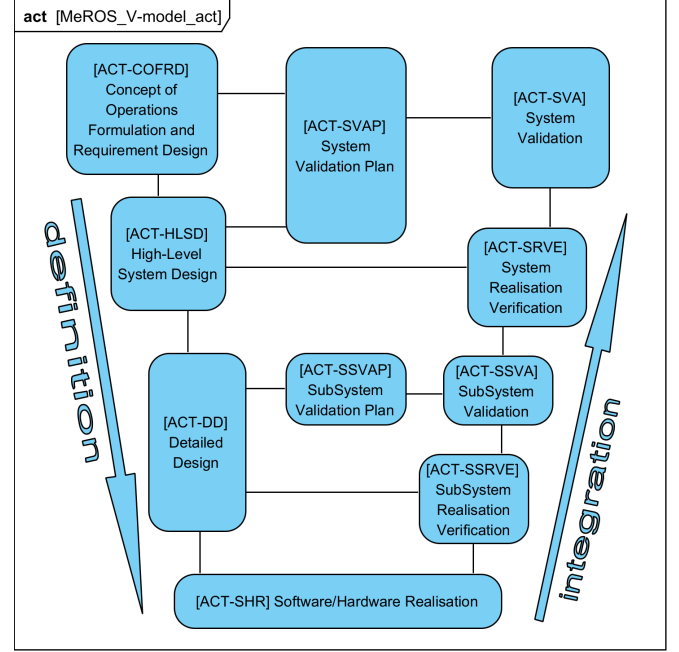 act [MeROS_V-model_act]
[ACT-COFRD]
Concept of
Operations
Formulation and
Requirement Design
[ACT-SVAP]
System
Validation Plan
[ACT-SVA]
System
Validation
[ACT-HLSD]
High-Level
System Design
[ACT-SRVE]
System
Realisation
Verification
definition
[ACT-DD]
Detailed
Design
[ACT-SSVAP]
SubSystem
Validation Plan
[ACT-SSVA]
SubSystem
Validation
[ACT-SSRVE]
SubSystem
Realisation
Verification
integration
[ACT-SHR] Software/Hardware Realisation